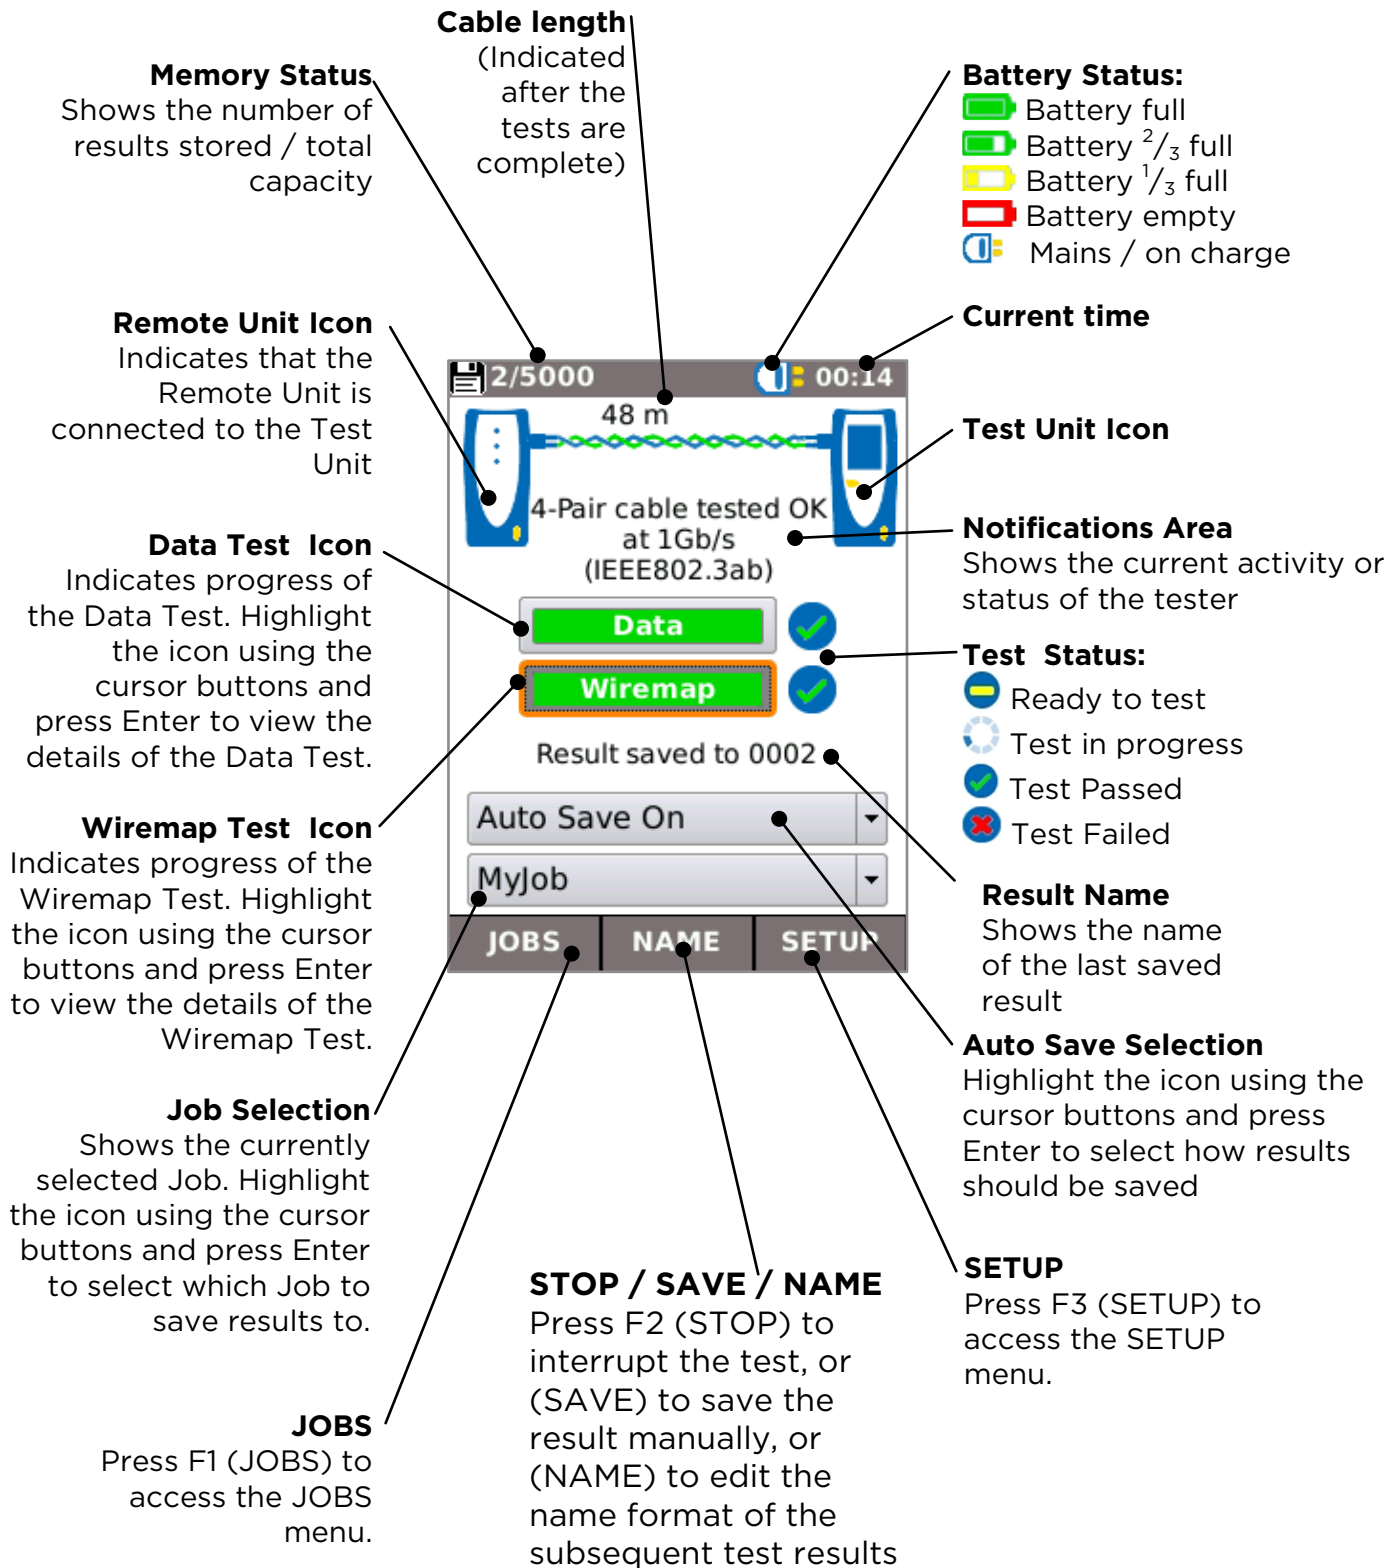 Cable length
(Indicated
after the
tests are
complete)
Memory Status
Shows the number of
results stored / total
capacity
Battery Status:
Battery full
Battery 2/3 full
Battery 1/3 full
Battery empty
Mains / on charge
Remote Unit Icon
Indicates that the
Remote Unit is
connected to the Test
Unit
Current time
Test Unit Icon
Notifications Area
Shows the current activity or
status of the tester
Data Test Icon
Indicates progress of
the Data Test. Highlight
the icon using the
cursor buttons and
press Enter to view the
details of the Data Test.
Test Status:
Ready to test
Test in progress
Test Passed
Test Failed
2/5000
00:14
48 m
4-Pair cable tested OK
at 1Gb/s
(IEEE802.3ab)
Data
Wiremap
Result saved to 0002
Auto Save On
MyJob
JOBS
NAME
SETUP
Wiremap Test Icon
Indicates progress of the
Wiremap Test. Highlight
the icon using the cursor
buttons and press Enter
to view the details of the
Wiremap Test.
Result Name
Shows the name
of the last saved
result
Auto Save Selection
Highlight the icon using the
cursor buttons and press
Enter to select how results
should be saved
Job Selection
Shows the currently
selected Job. Highlight
the icon using the cursor
buttons and press Enter
to select which Job to
save results to.
STOP / SAVE / NAME
Press F2 (STOP) to
interrupt the test, or
(SAVE) to save the
result manually, or
(NAME) to edit the
name format of the
subsequent test results
SETUP
Press F3 (SETUP) to
access the SETUP
menu.
JOBS
Press F1 (JOBS) to
access the JOBS
menu.